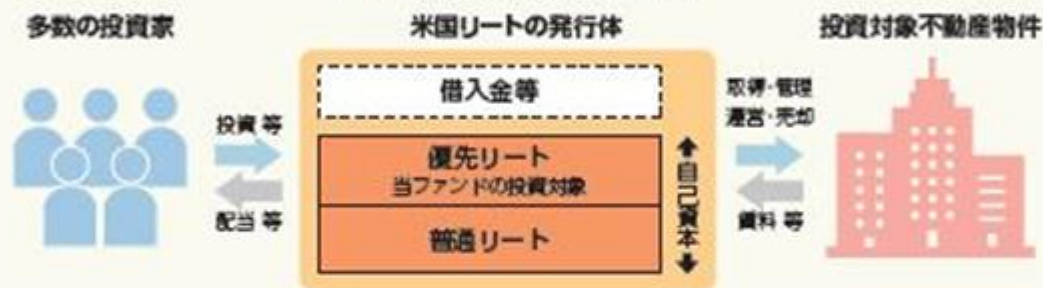 多数の投資家
米国リートの発行体
投資対象不動産物件
借入金等
投資 等
配当 等
優先リート
当ファンドの投資対象
普通リート
自己資本
取得・管理
運営・売却
賃料 等